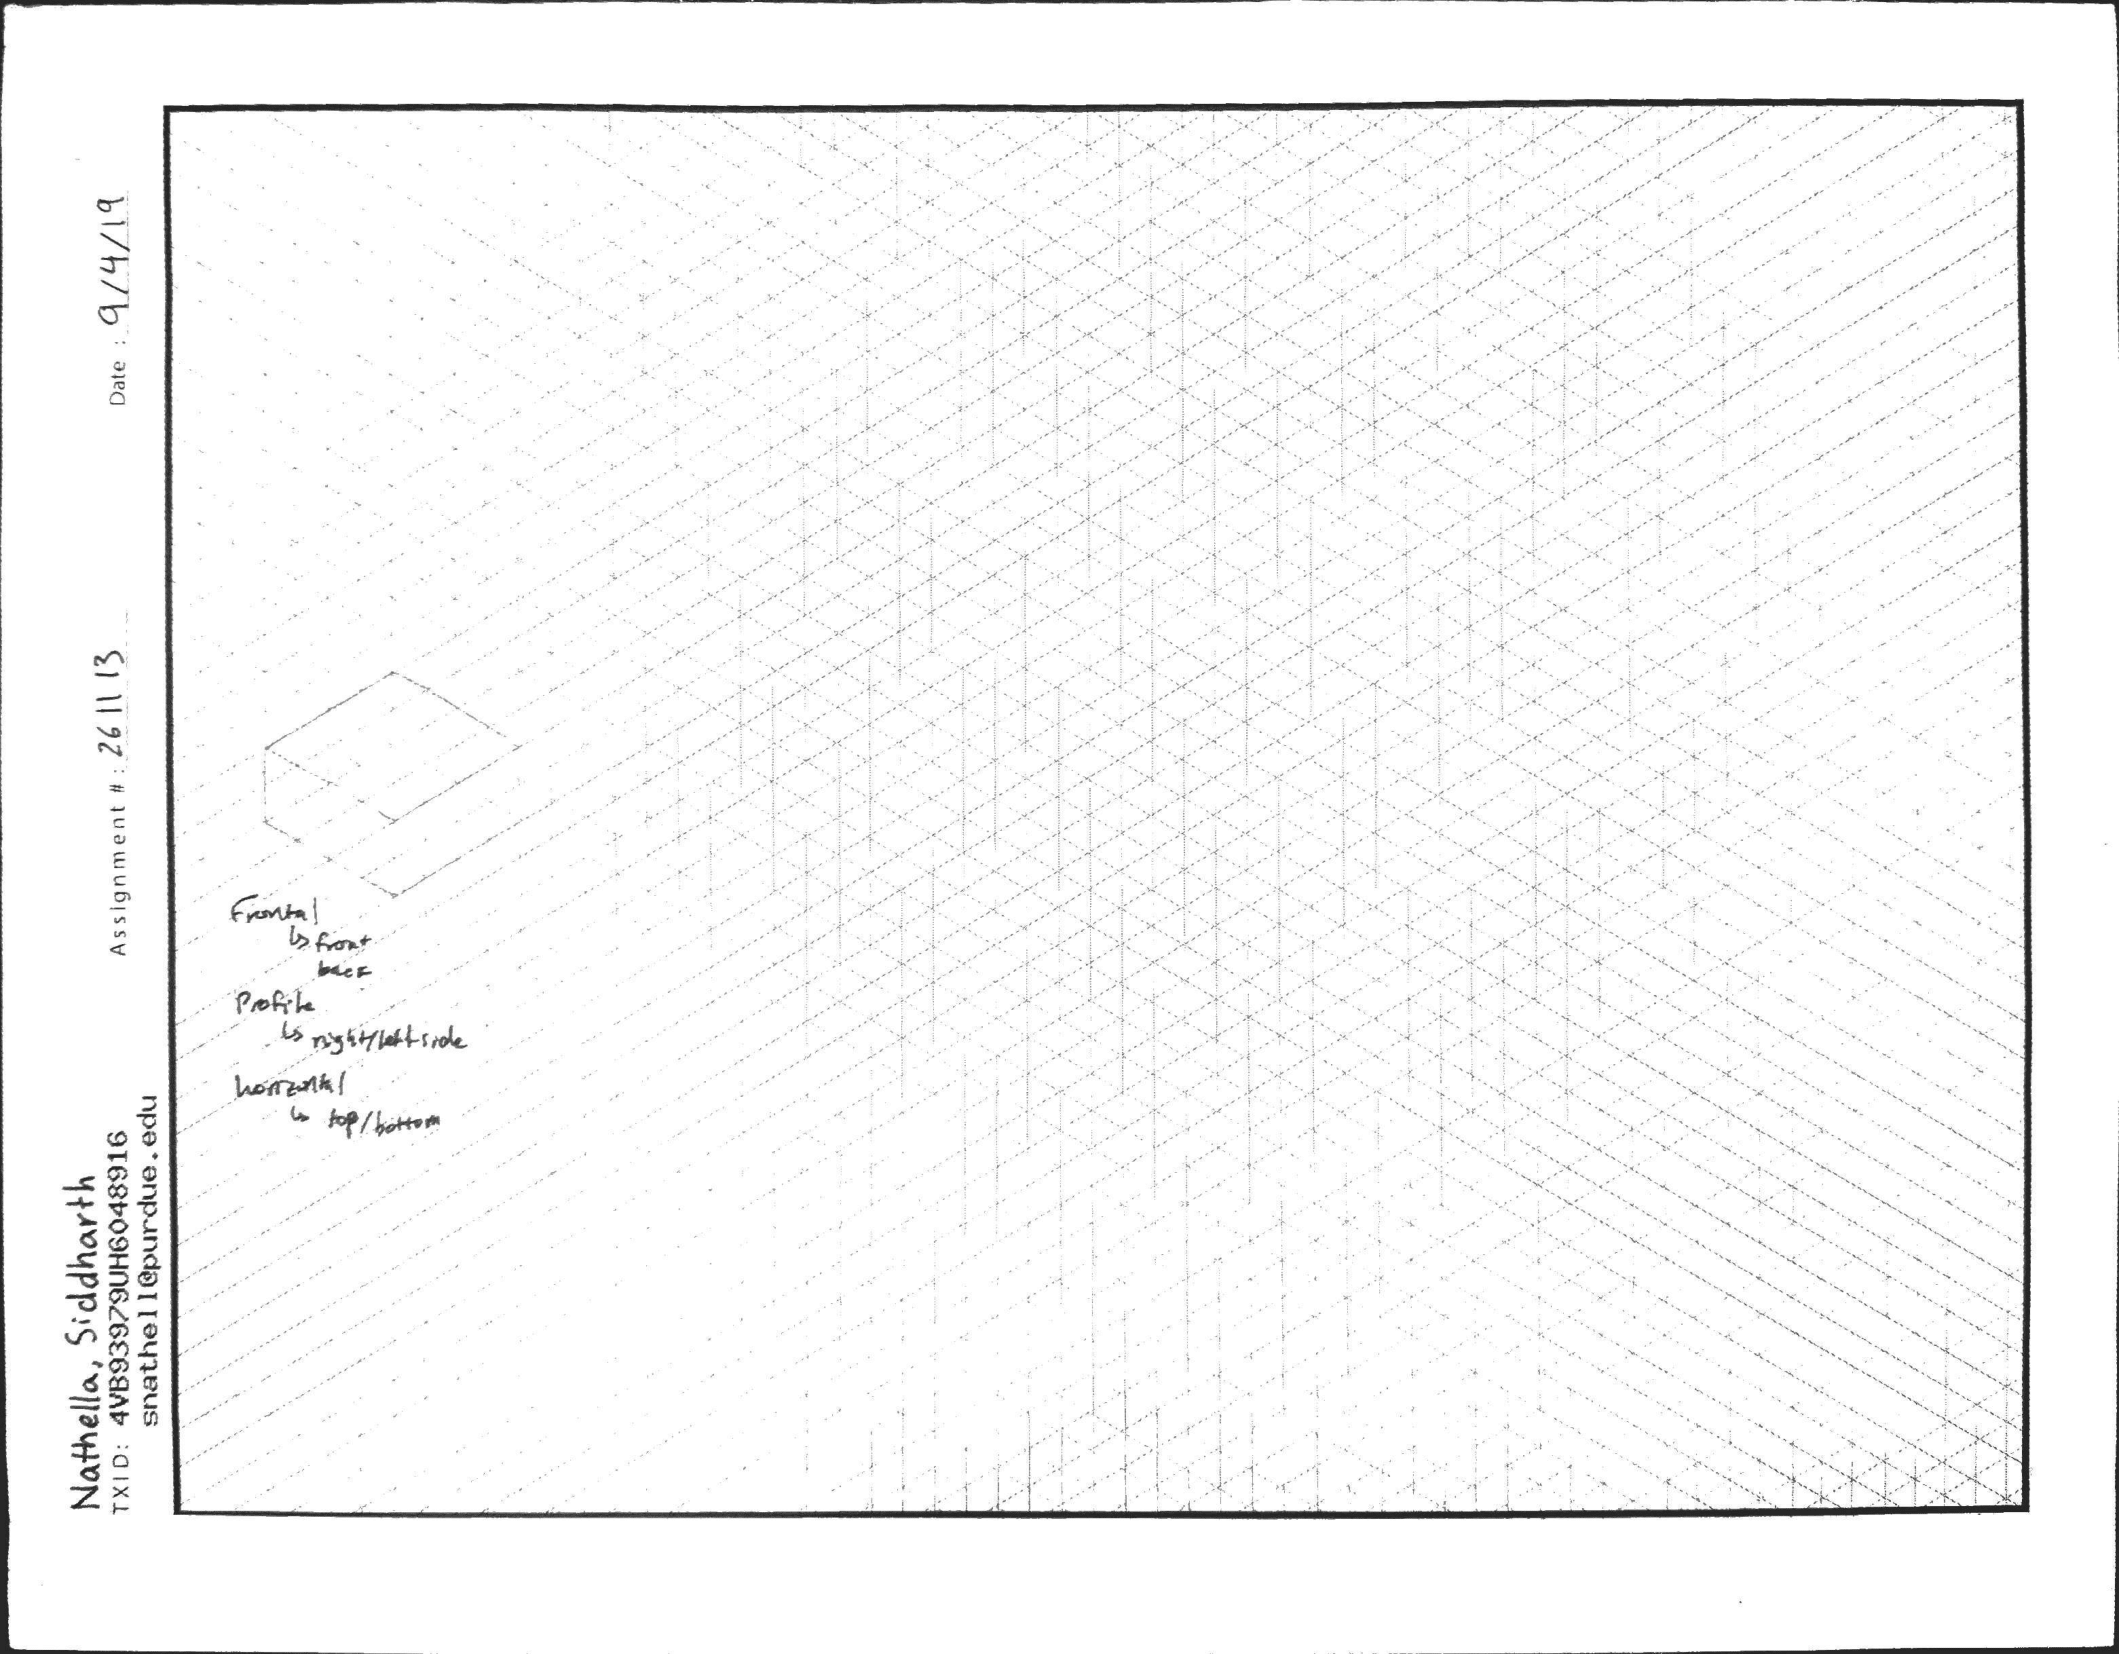 Nathella, Siddharth
TXID: 4VB93979UH6048916
snathell@purdue.edu
Assignment #: 26 11 13
Date: 9/4/19
Frontal
↳ front
back
Profile
↳ right/left side
horizontal
↳ top/bottom